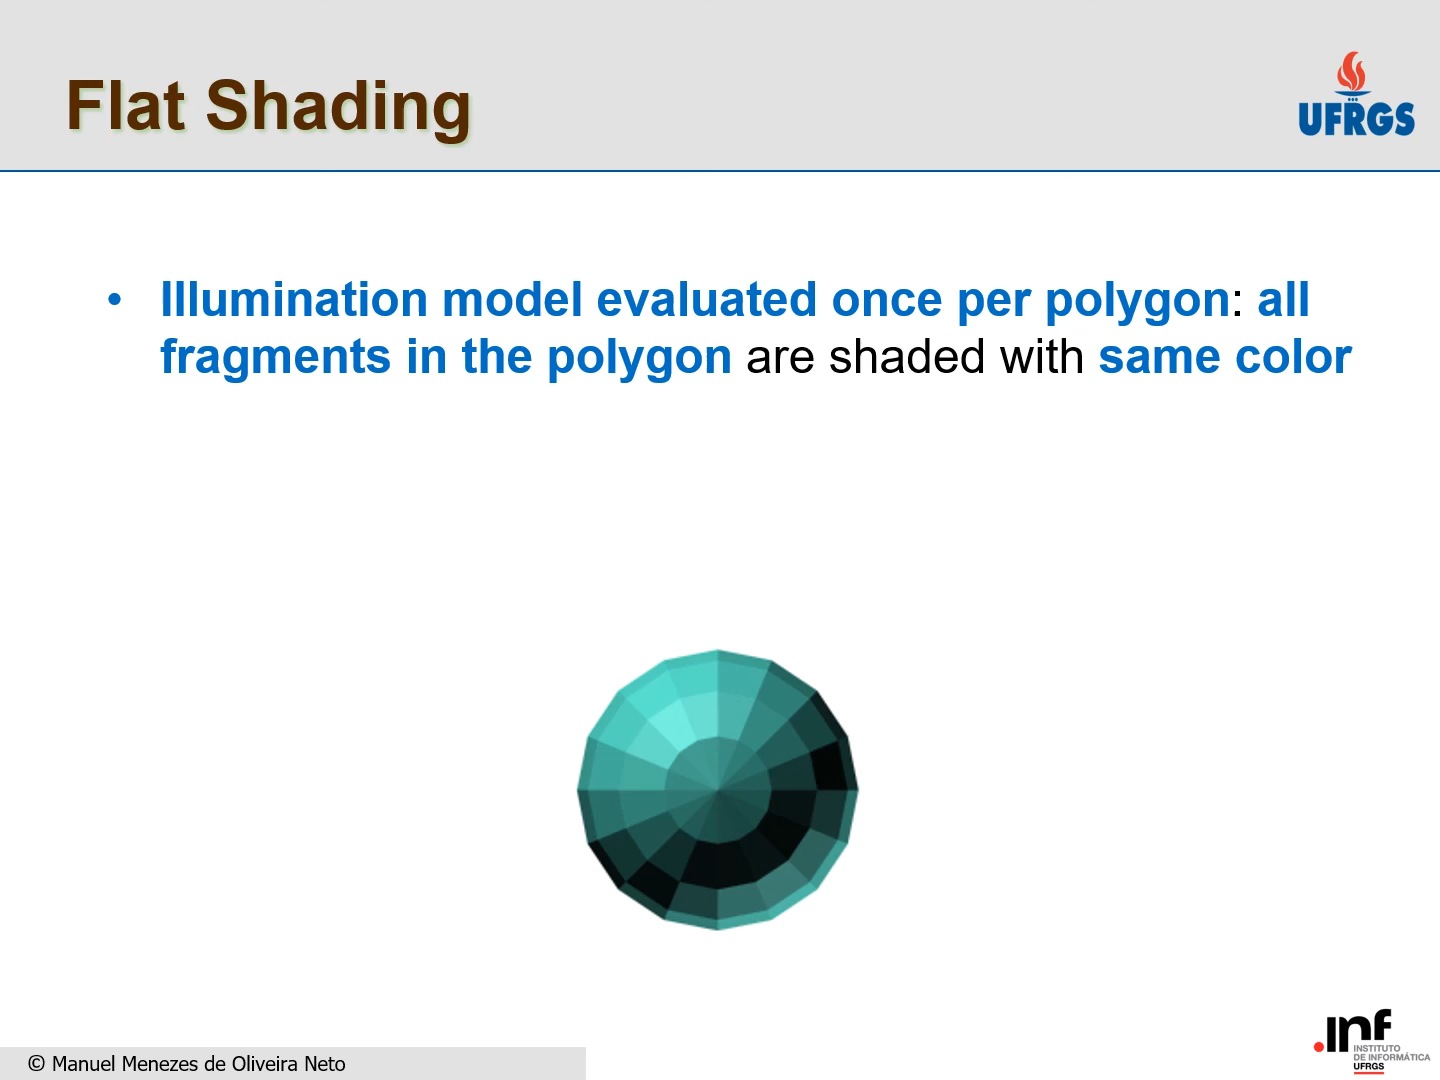 Flat Shading
UFRGS
• Illumination model evaluated once per polygon: all
fragments in the polygon are shaded with same color
.inf
INSTITUTO
DE INFORMÁTICA
UFRGS
© Manuel Menezes de Oliveira Neto